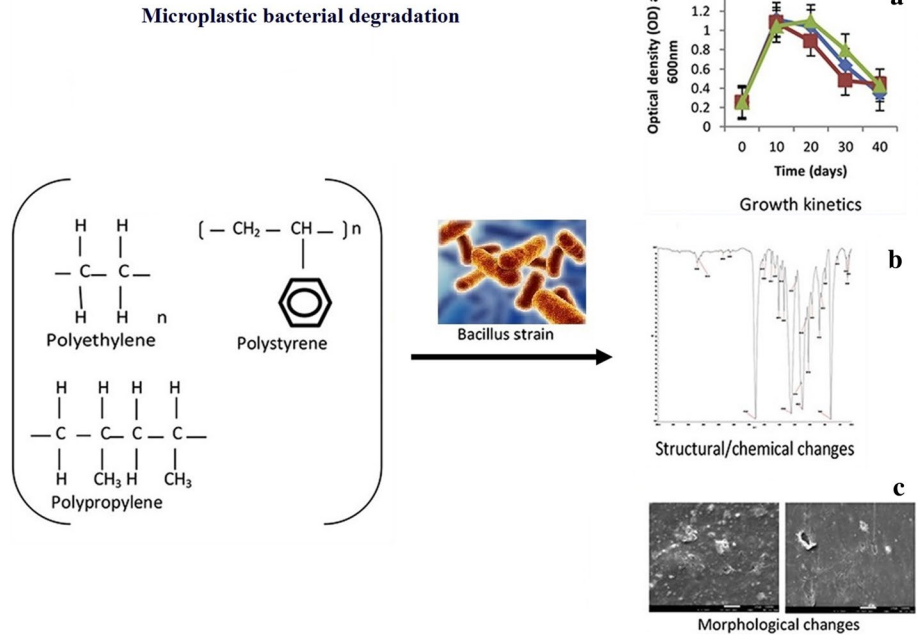 Microplastic bacterial degradation
a
Optical density (OD) a
600nm
1.2
1
0.8
0.6
0.4
0.2
0
0 10 20 30 40
Time (days)
Growth kinetics
H H
— C — C —
H H n
Polyethylene
( — CH₂ — CH — )n
Polystyrene
H H H H
— C — C — C — C —
H CH₃ H CH₃
Polypropylene
Bacillus strain
b
Structural/chemical changes
c
Morphological changes